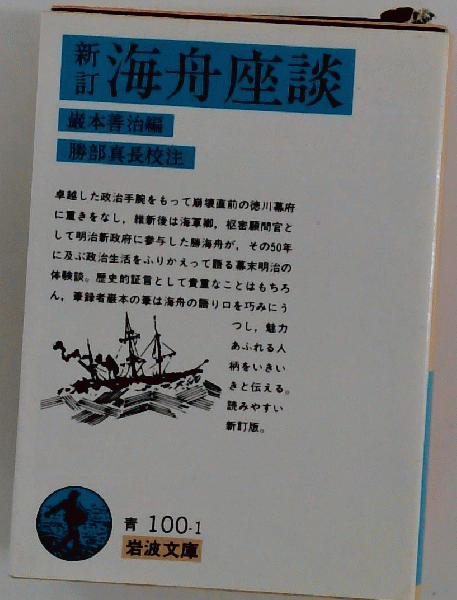 新訂 海舟座談
巌本善治編
勝部真長校注
卓越した政治手腕をもって崩壊直前の徳川幕府
に重きをなし，維新後は海軍卿，枢密顧問官と
して明治新政府に参与した勝海舟が，その50年
に及ぶ政治生活をふりかえって語る幕末明治の
体験談。歴史的証言として貴重なことはもちろ
ん，筆録者巌本の筆は海舟の語り口を巧みにう
つし，魅力
あふれる人
柄をいきい
きと伝える。
読みやすい
新訂版。
青 100-1
岩波文庫